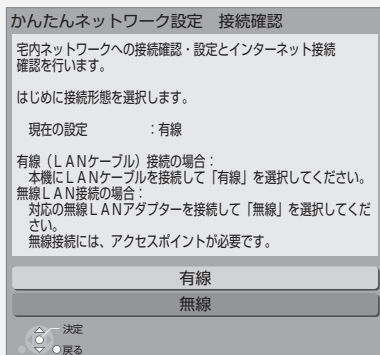 かんたんネットワーク設定　接続確認
宅内ネットワークへの接続確認・設定とインターネット接続
確認を行います。
はじめに接続形態を選択します。
現在の設定　　　：有線
有線（ＬＡＮケーブル）接続の場合：
本機にＬＡＮケーブルを接続して「有線」を選択してください。
無線ＬＡＮ接続の場合：
対応の無線ＬＡＮアダプターを接続して「無線」を選択してくだ
さい。
無線接続には、アクセスポイントが必要です。
有線
無線
決定
戻る